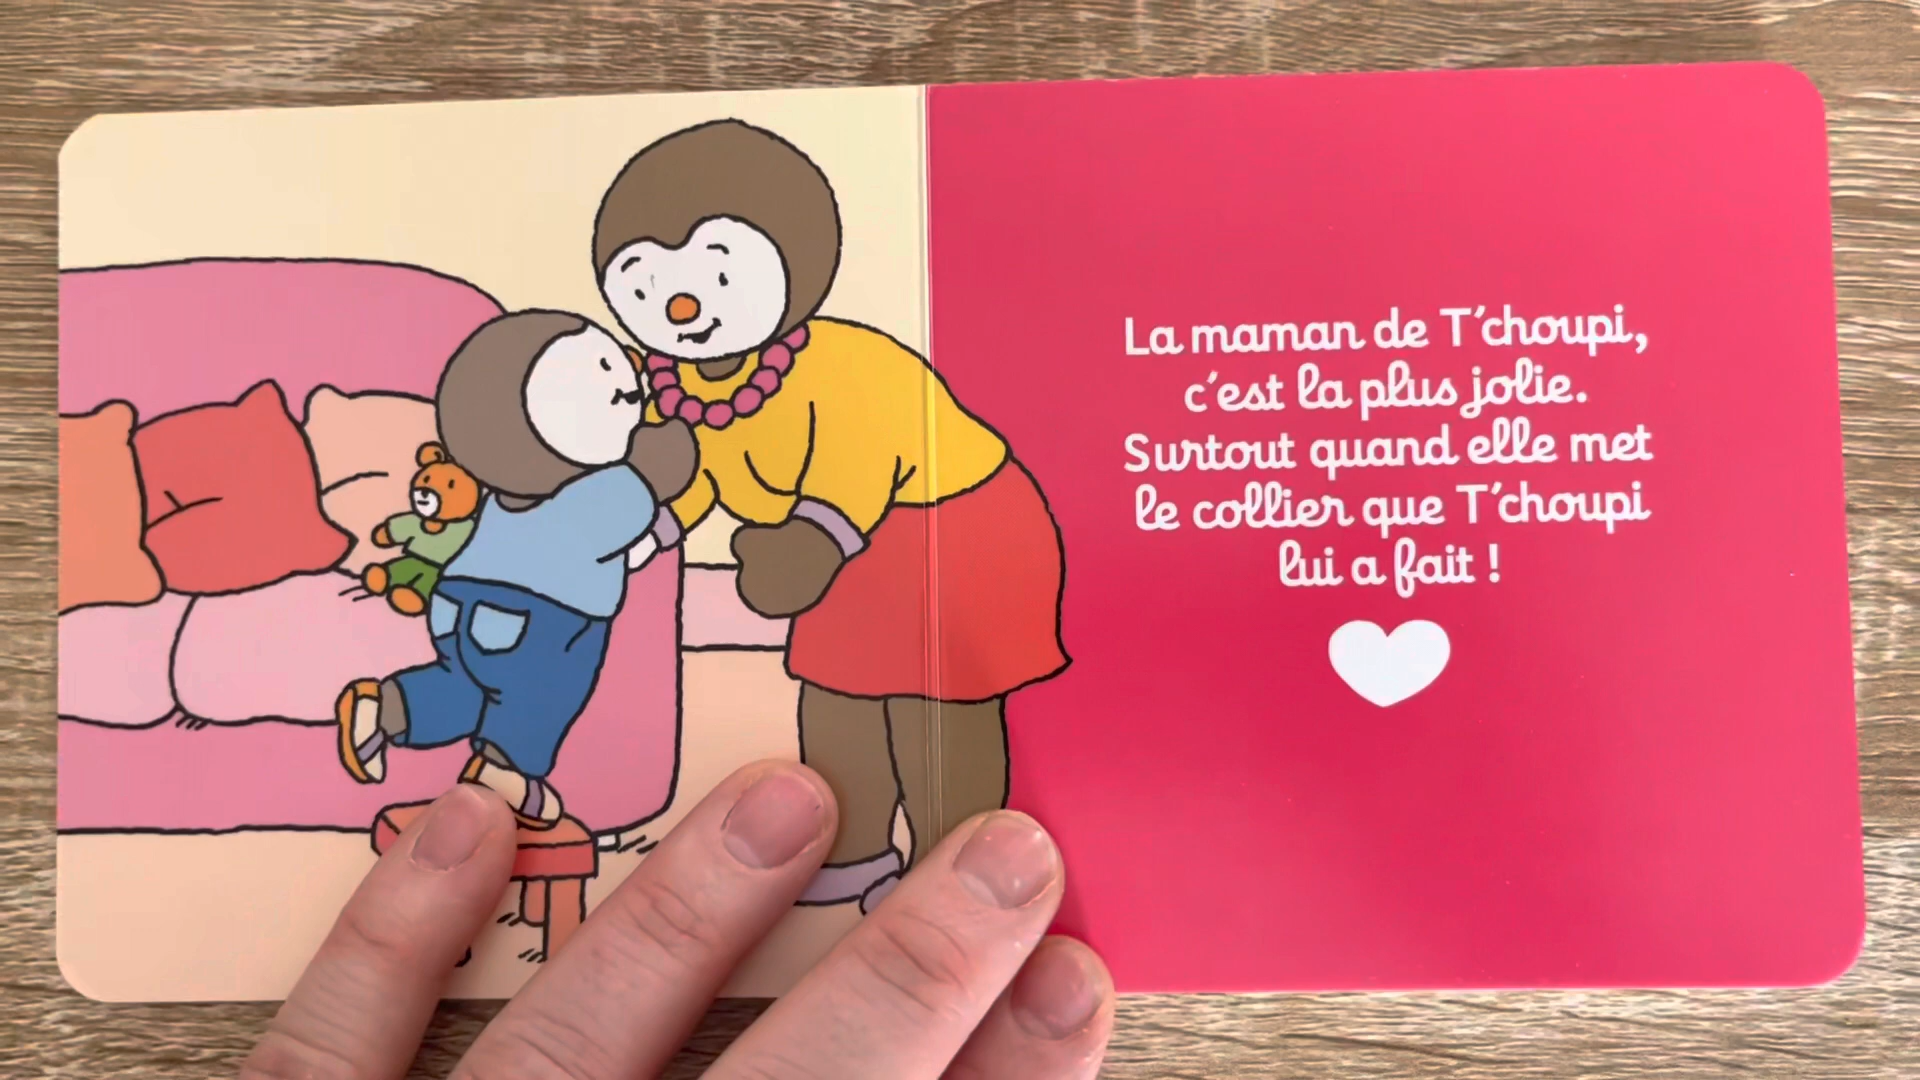 La maman de T'choupi,
c'est la plus jolie.
Surtout quand elle met
le collier que T'choupi
lui a fait !